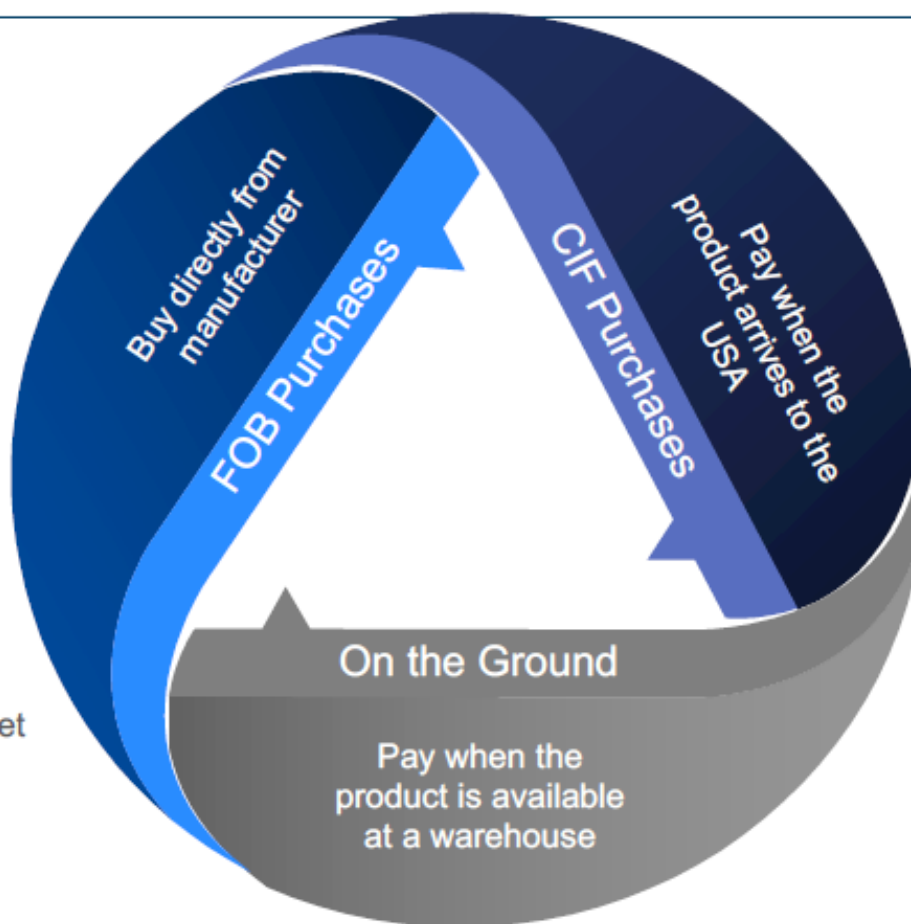 Buy directly from
manufacturer
FOB Purchases
CIF Purchases
Pay when the
product arrives to the
USA
On the Ground
Pay when the
product is available
at a warehouse
et